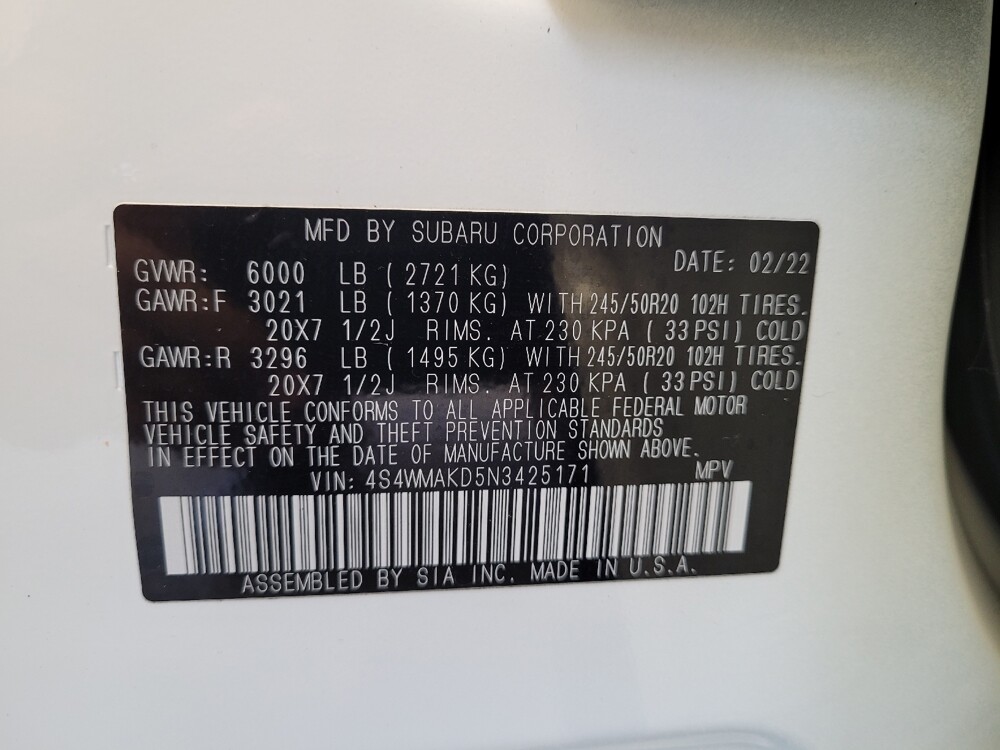 MFD BY SUBARU CORPORATION
DATE: 02/22
GVWR: 6000 LB ( 2721 KG)
GAWR:F 3021 LB ( 1370 KG) WITH 245/50R20 102H TIRES.
20X7 1/2J RIMS. AT 230 KPA ( 33 PSI) COLD
GAWR:R 3296 LB ( 1495 KG) WITH 245/50R20 102H TIRES.
20X7 1/2J RIMS. AT 230 KPA ( 33 PSI) COLD
THIS VEHICLE CONFORMS TO ALL APPLICABLE FEDERAL MOTOR
VEHICLE SAFETY AND THEFT PREVENTION STANDARDS
IN EFFECT ON THE DATE OF MANUFACTURE SHOWN ABOVE.
VIN: 4S4WMAKD5N3425171 MPV
ASSEMBLED BY SIA INC. MADE IN U.S.A.